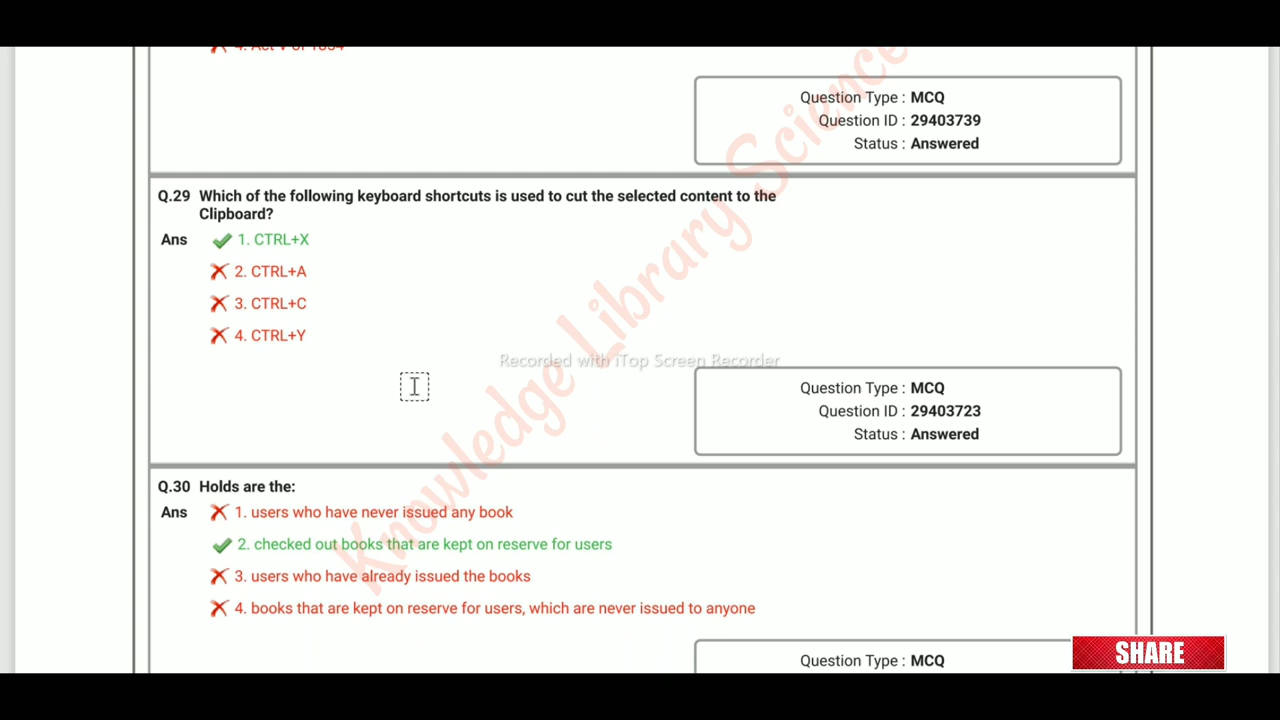 4. Act V of 1854
Question Type : MCQ
Question ID : 29403739
Status : Answered
Q.29 Which of the following keyboard shortcuts is used to cut the selected content to the
Clipboard?
Ans 1. CTRL+X
2. CTRL+A
3. CTRL+C
4. CTRL+Y
Recorded with iTop Screen Recorder
Knowledge Library Science
Question Type : MCQ
Question ID : 29403723
Status : Answered
Q.30 Holds are the:
Ans 1. users who have never issued any book
2. checked out books that are kept on reserve for users
3. users who have already issued the books
4. books that are kept on reserve for users, which are never issued to anyone
Question Type : MCQ
SHARE